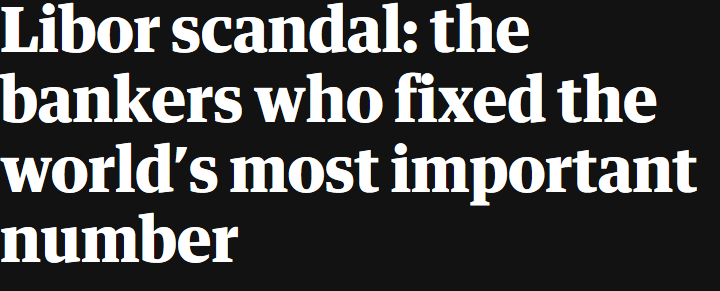 Libor scandal: the
bankers who fixed the
world’s most important
number